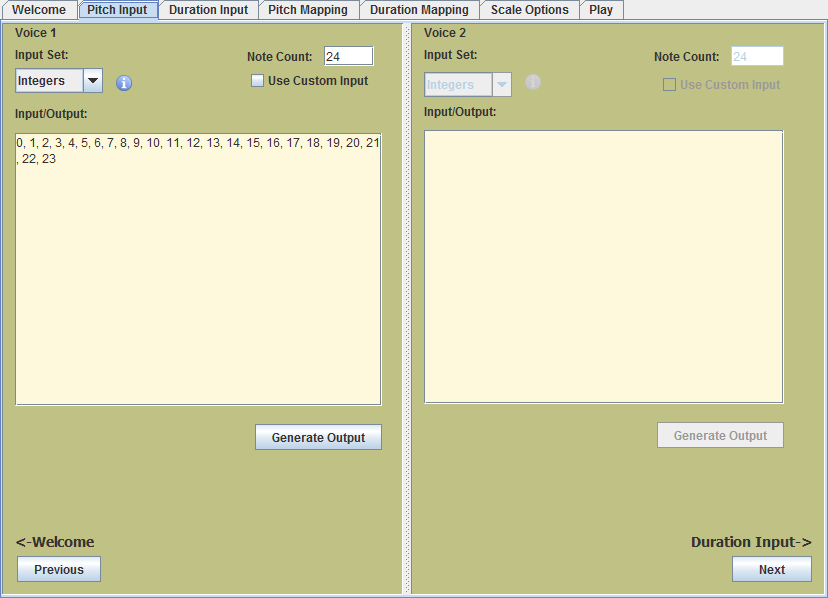 Welcome Pitch Input Duration Input Pitch Mapping Duration Mapping Scale Options Play
Voice 1
Input Set:
Note Count: 24
Integers
i
Use Custom Input
Input/Output:
0, 1, 2, 3, 4, 5, 6, 7, 8, 9, 10, 11, 12, 13, 14, 15, 16, 17, 18, 19, 20, 21
, 22, 23
Generate Output
<-Welcome
Previous
Voice 2
Input Set:
Note Count: 24
Integers
i
Use Custom Input
Input/Output:
Generate Output
Duration Input->
Next